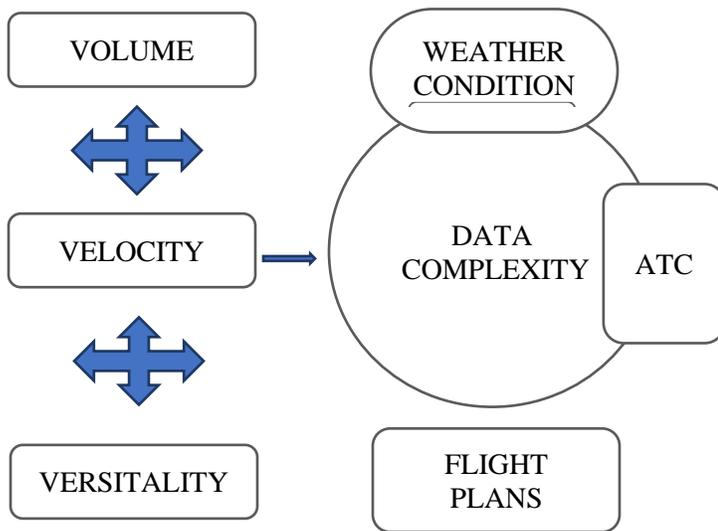 VOLUME
WEATHER
CONDITION
VELOCITY
DATA
COMPLEXITY
ATC
VERSITALITY
FLIGHT
PLANS